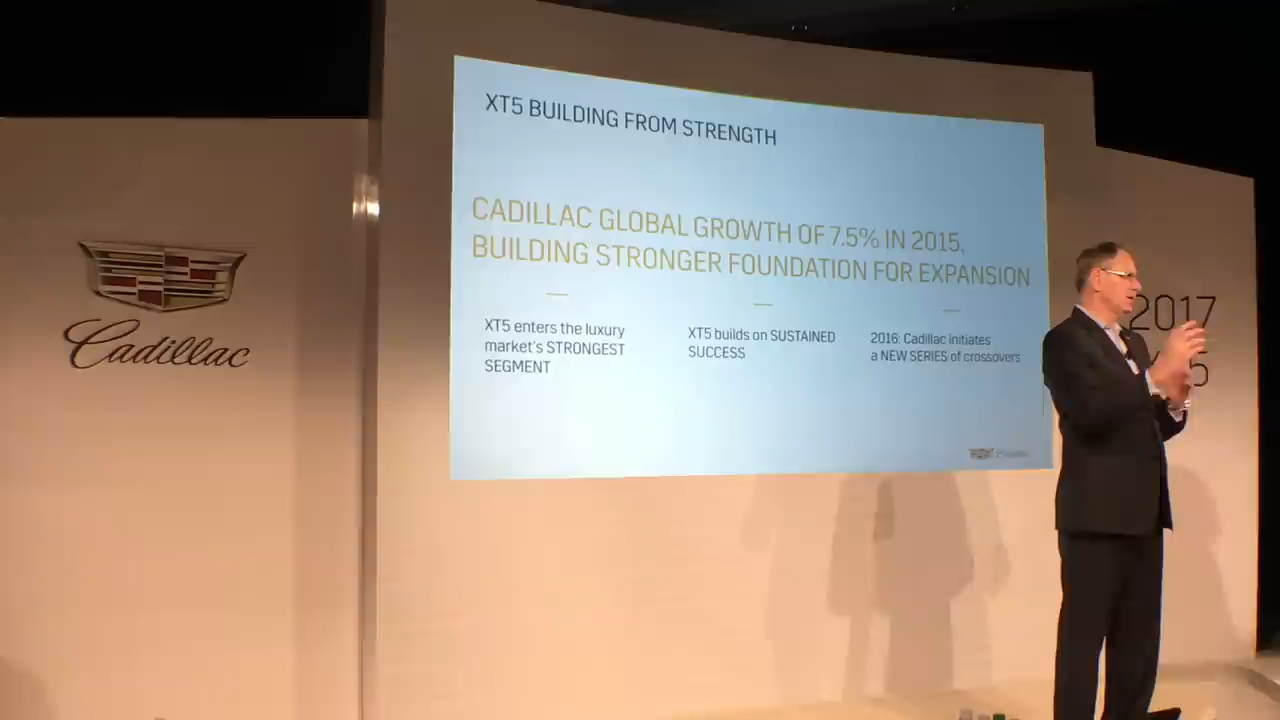 XT5 BUILDING FROM STRENGTH
CADILLAC GLOBAL GROWTH OF 7.5% IN 2015,
BUILDING STRONGER FOUNDATION FOR EXPANSION
XT5 enters the luxury
market's STRONGEST
SEGMENT
XT5 builds on SUSTAINED
SUCCESS
2016: Cadillac initiates
a NEW SERIES of crossovers
Cadillac
2017